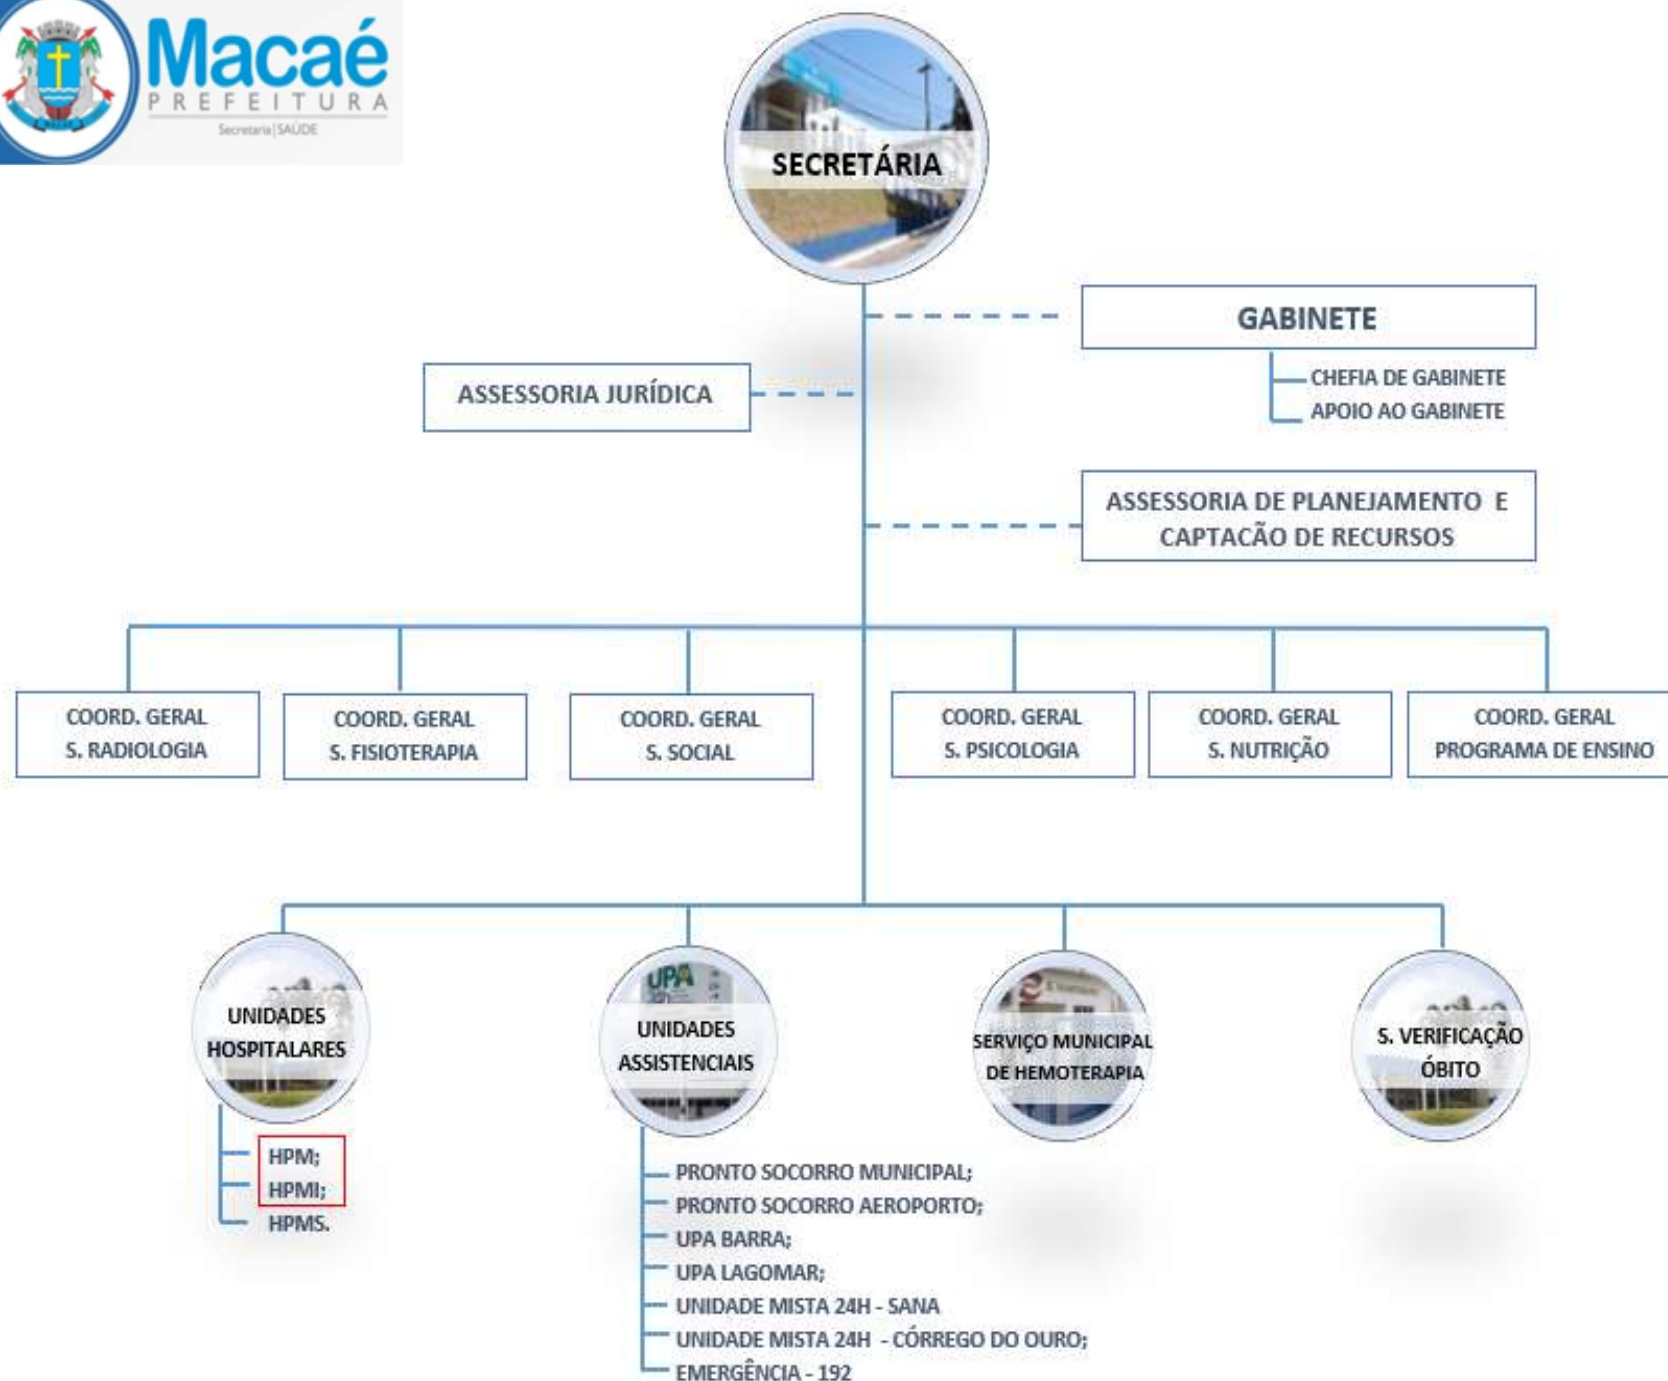 Macaé
PREFEITURA
Secretaria|SAÚDE
SECRETÁRIA
GABINETE
CHEFIA DE GABINETE
APOIO AO GABINETE
ASSESSORIA JURÍDICA
ASSESSORIA DE PLANEJAMENTO E
CAPTACÃO DE RECURSOS
COORD. GERAL
S. RADIOLOGIA
COORD. GERAL
S. FISIOTERAPIA
COORD. GERAL
S. SOCIAL
COORD. GERAL
S. PSICOLOGIA
COORD. GERAL
S. NUTRIÇÃO
COORD. GERAL
PROGRAMA DE ENSINO
UNIDADES
HOSPITALARES
HPM;
HPMI;
HPMS.
UPA
UNIDADES
ASSISTENCIAIS
PRONTO SOCORRO MUNICIPAL;
PRONTO SOCORRO AEROPORTO;
UPA BARRA;
UPA LAGOMAR;
UNIDADE MISTA 24H - SANA
UNIDADE MISTA 24H - CÓRREGO DO OURO;
EMERGÊNCIA - 192
SERVIÇO MUNICIPAL
DE HEMOTERAPIA
S. VERIFICAÇÃO
ÓBITO